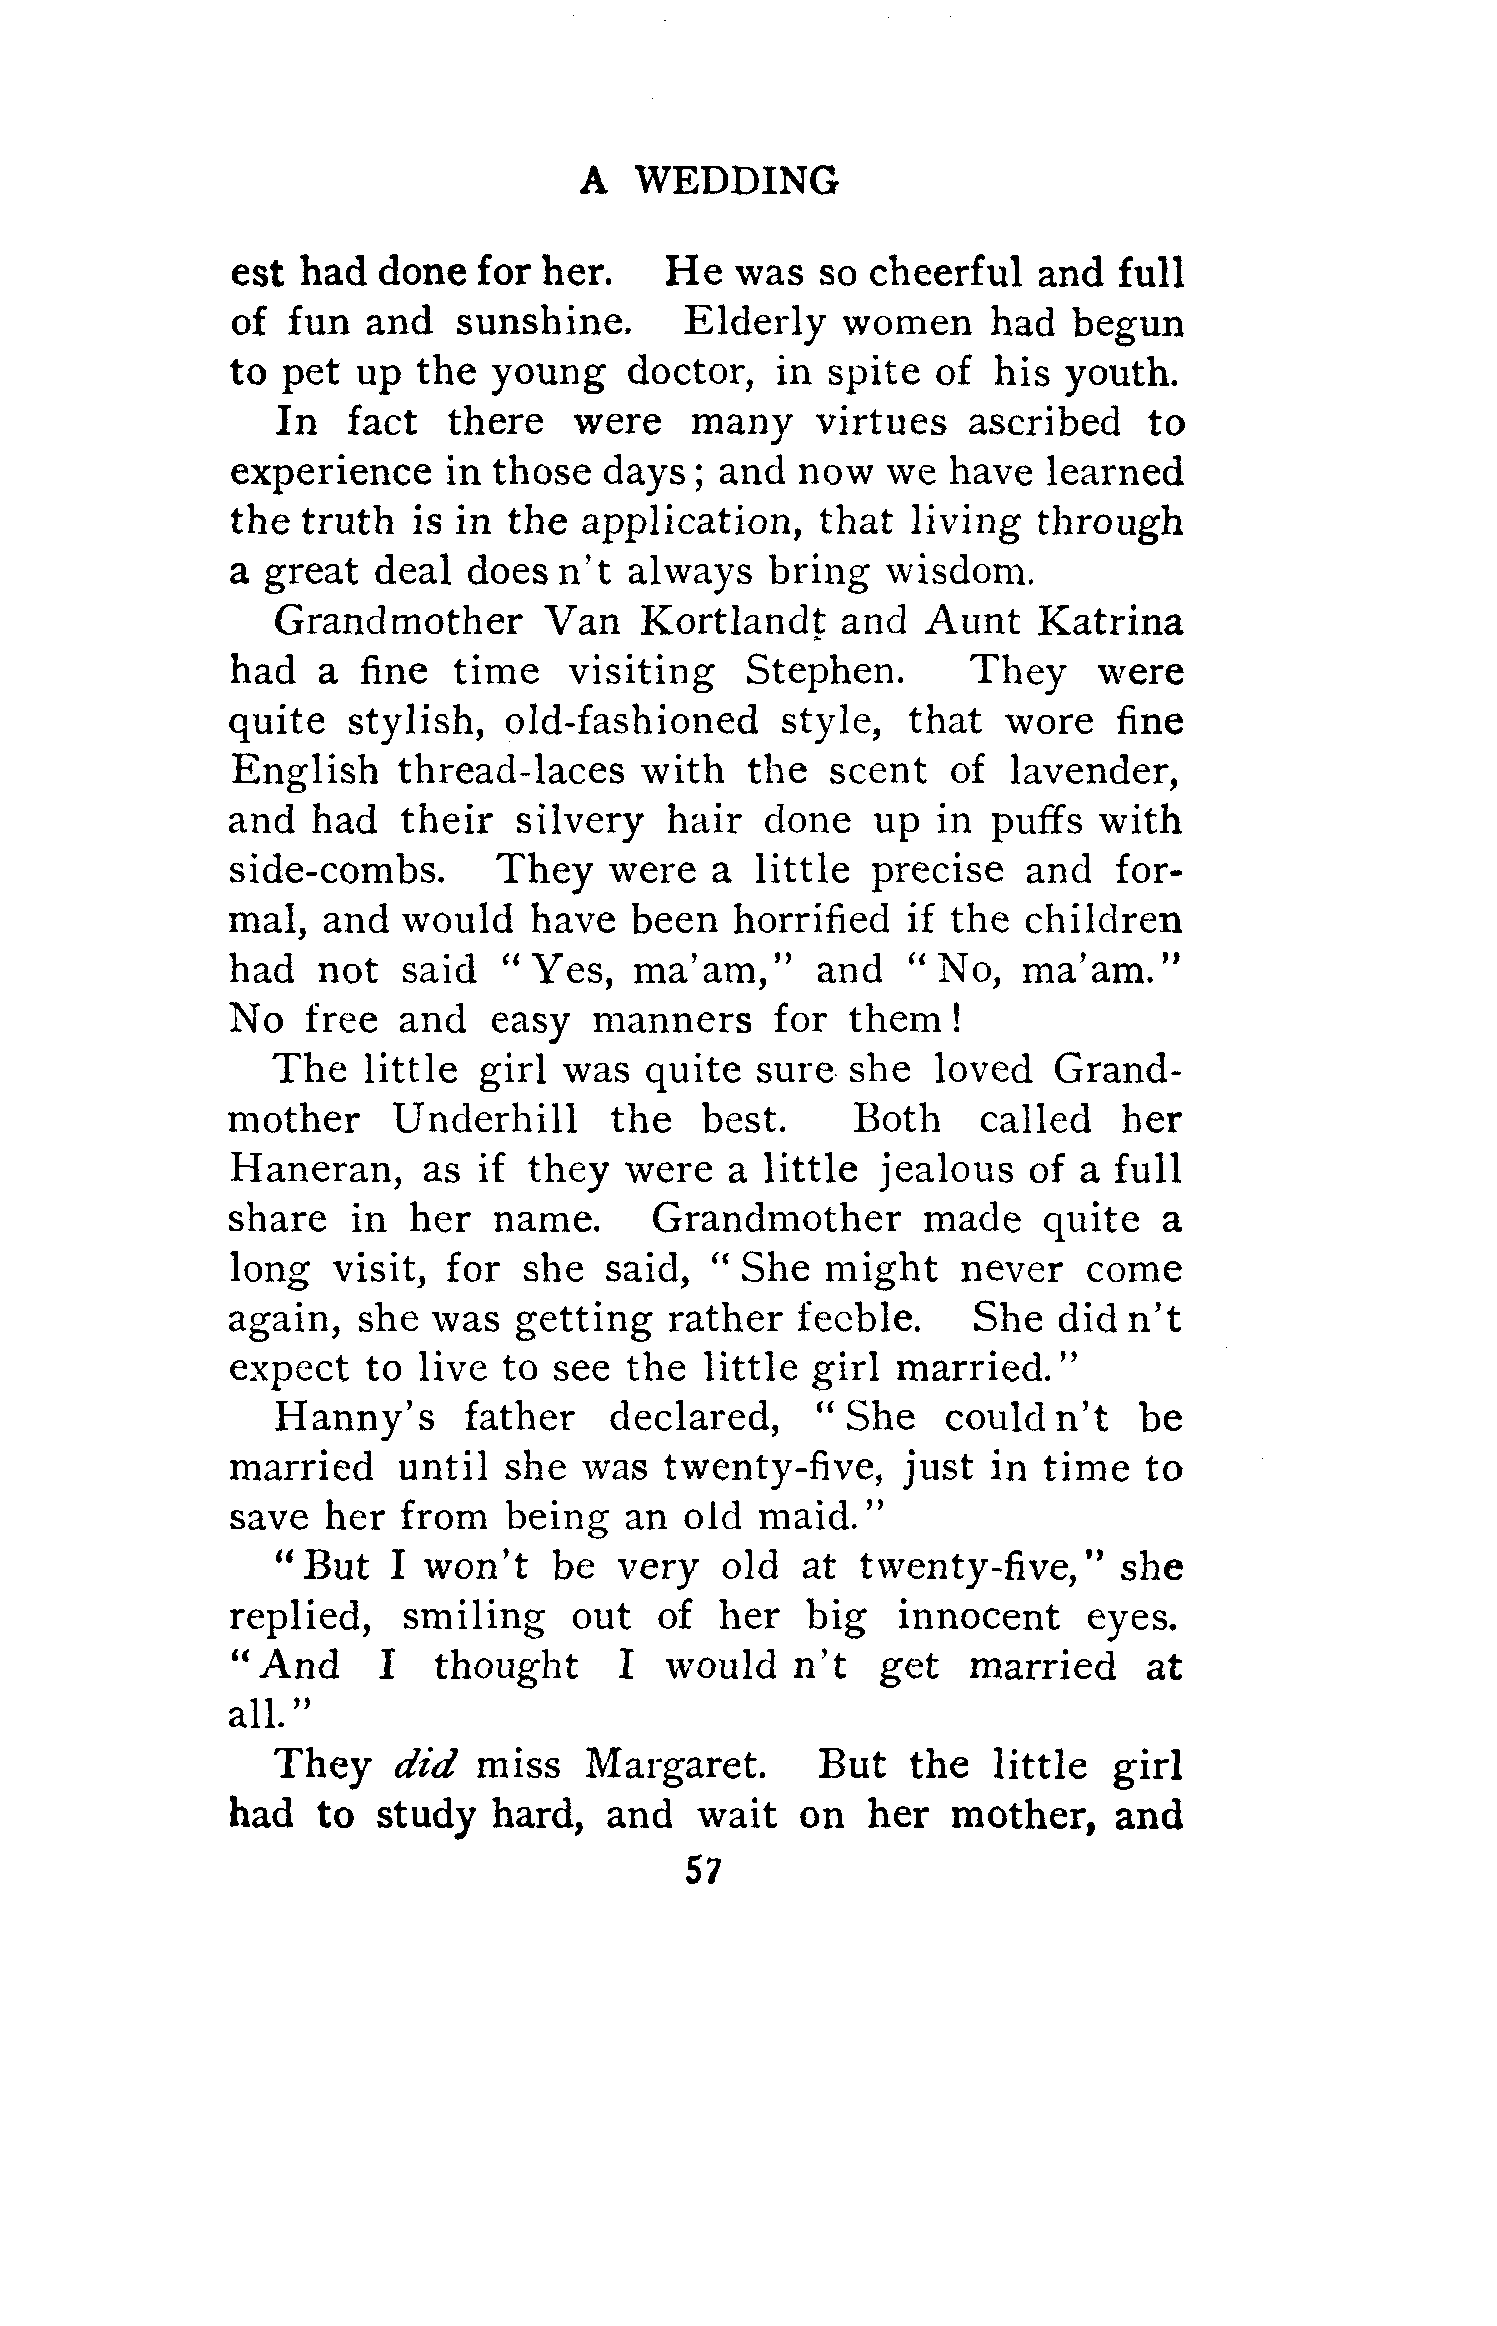 A WEDDING
est had done for her. He was so cheerful and full
of fun and sunshine. Elderly women had begun
to pet up the young doctor, in spite of his youth.
In fact there were many virtues ascribed to
experience in those days; and now we have learned
the truth is in the application, that living through
a great deal does n't always bring wisdom.
Grandmother Van Kortlandt and Aunt Katrina
had a fine time visiting Stephen. They were
quite stylish, old-fashioned style, that wore fine
English thread-laces with the scent of lavender,
and had their silvery hair done up in puffs with
side-combs. They were a little precise and for-
mal, and would have been horrified if the children
had not said "Yes, ma'am," and "No, ma'am."
No free and easy manners for them!
The little girl was quite sure she loved Grand-
mother Underhill the best. Both called her
Haneran, as if they were a little jealous of a full
share in her name. Grandmother made quite a
long visit, for she said, "She might never come
again, she was getting rather feeble. She did n't
expect to live to see the little girl married."
Hanny's father declared, "She could n't be
married until she was twenty-five, just in time to
save her from being an old maid."
"But I won't be very old at twenty-five," she
replied, smiling out of her big innocent eyes.
"And I thought I would n't get married at
all."
They did miss Margaret. But the little girl
had to study hard, and wait on her mother, and
57